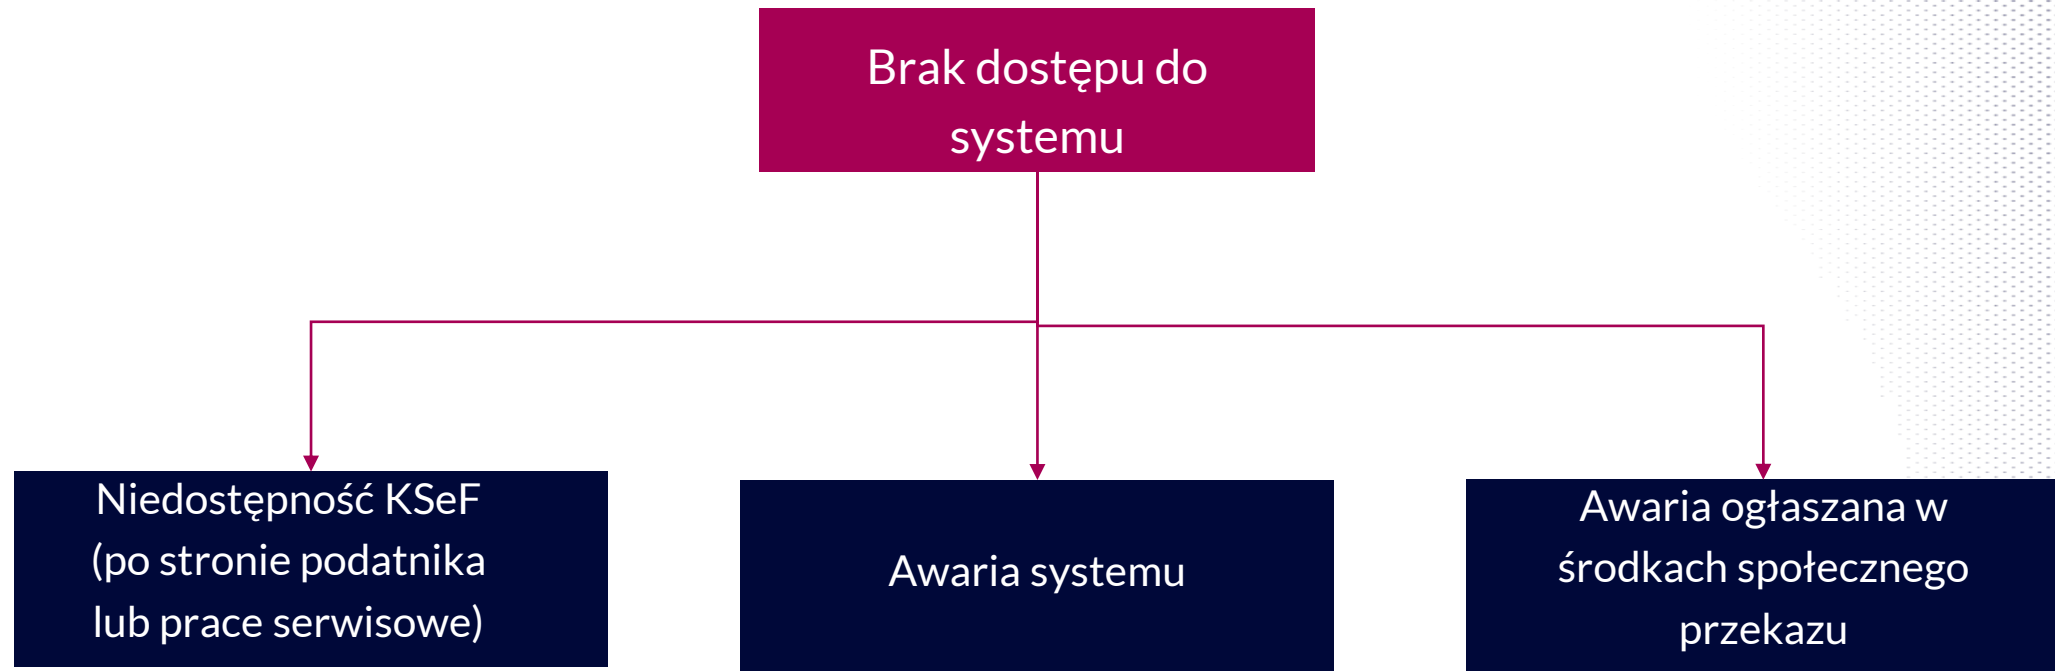 Brak dostępu do
systemu
Niedostępność KSeF
(po stronie podatnika
lub prace serwisowe)
Awaria systemu
Awaria ogłaszana w
środkach społecznego
przekazu